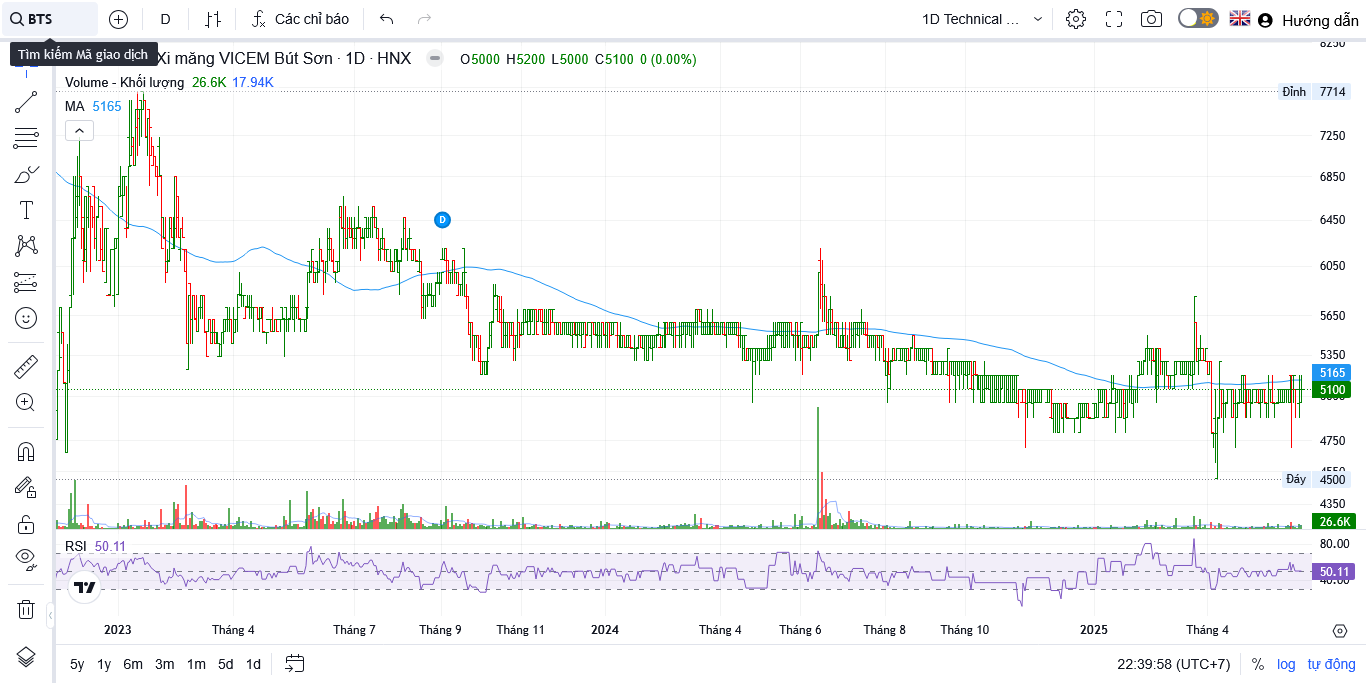 BTS
D
Các chỉ báo
1D Technical ...
Hướng dẫn
Tìm kiếm Mã giao dịch
Xi măng VICEM Bút Sơn · 1D · HNX
O5000 H5200 L5000 C5100 0 (0.00%)
Volume - Khối lượng 26.6K 17.94K
MA 5165
D
8250
Đỉnh 7714
7250
6850
6450
6050
5650
5350
5165
5100
5000
4750
4550
Đáy 4500
4350
26.6K
RSI 50.11
80.00
50.11
40.00
2023 Tháng 4 Tháng 7 Tháng 9 Tháng 11 2024 Tháng 4 Tháng 6 Tháng 8 Tháng 10 2025 Tháng 4
5y 1y 6m 3m 1m 5d 1d
22:39:58 (UTC+7) % log tự động